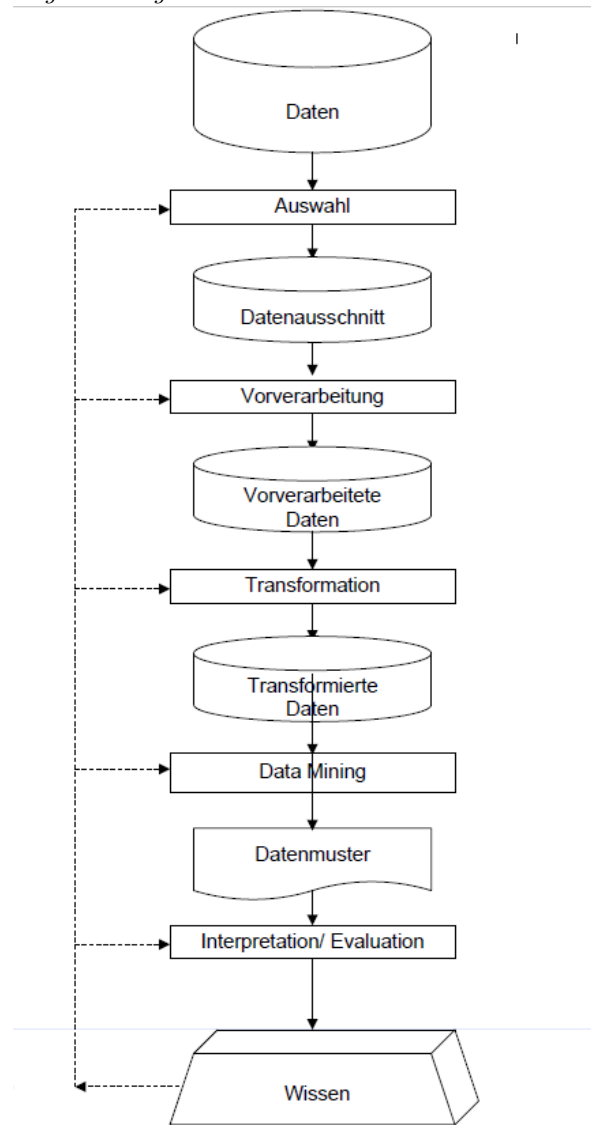 Daten
Auswahl
Datenausschnitt
Vorverarbeitung
Vorverarbeitete
Daten
Transformation
Transformierte
Daten
Data Mining
Datenmuster
Interpretation/ Evaluation
Wissen